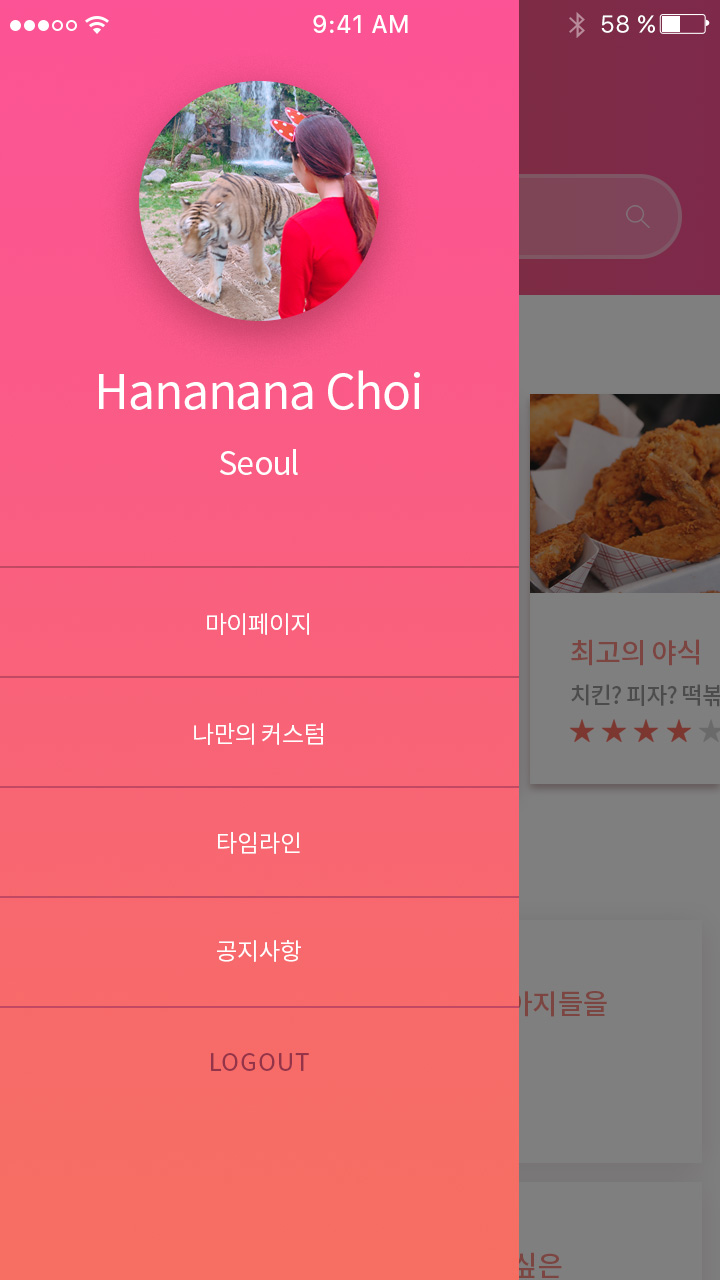 9:41 AM
58 %
Hananana Choi
Seoul
마이페이지
나만의 커스텀
타임라인
공지사항
LOGOUT
최고의 야식
치킨? 피자? 떡볶
아지들을
싶은